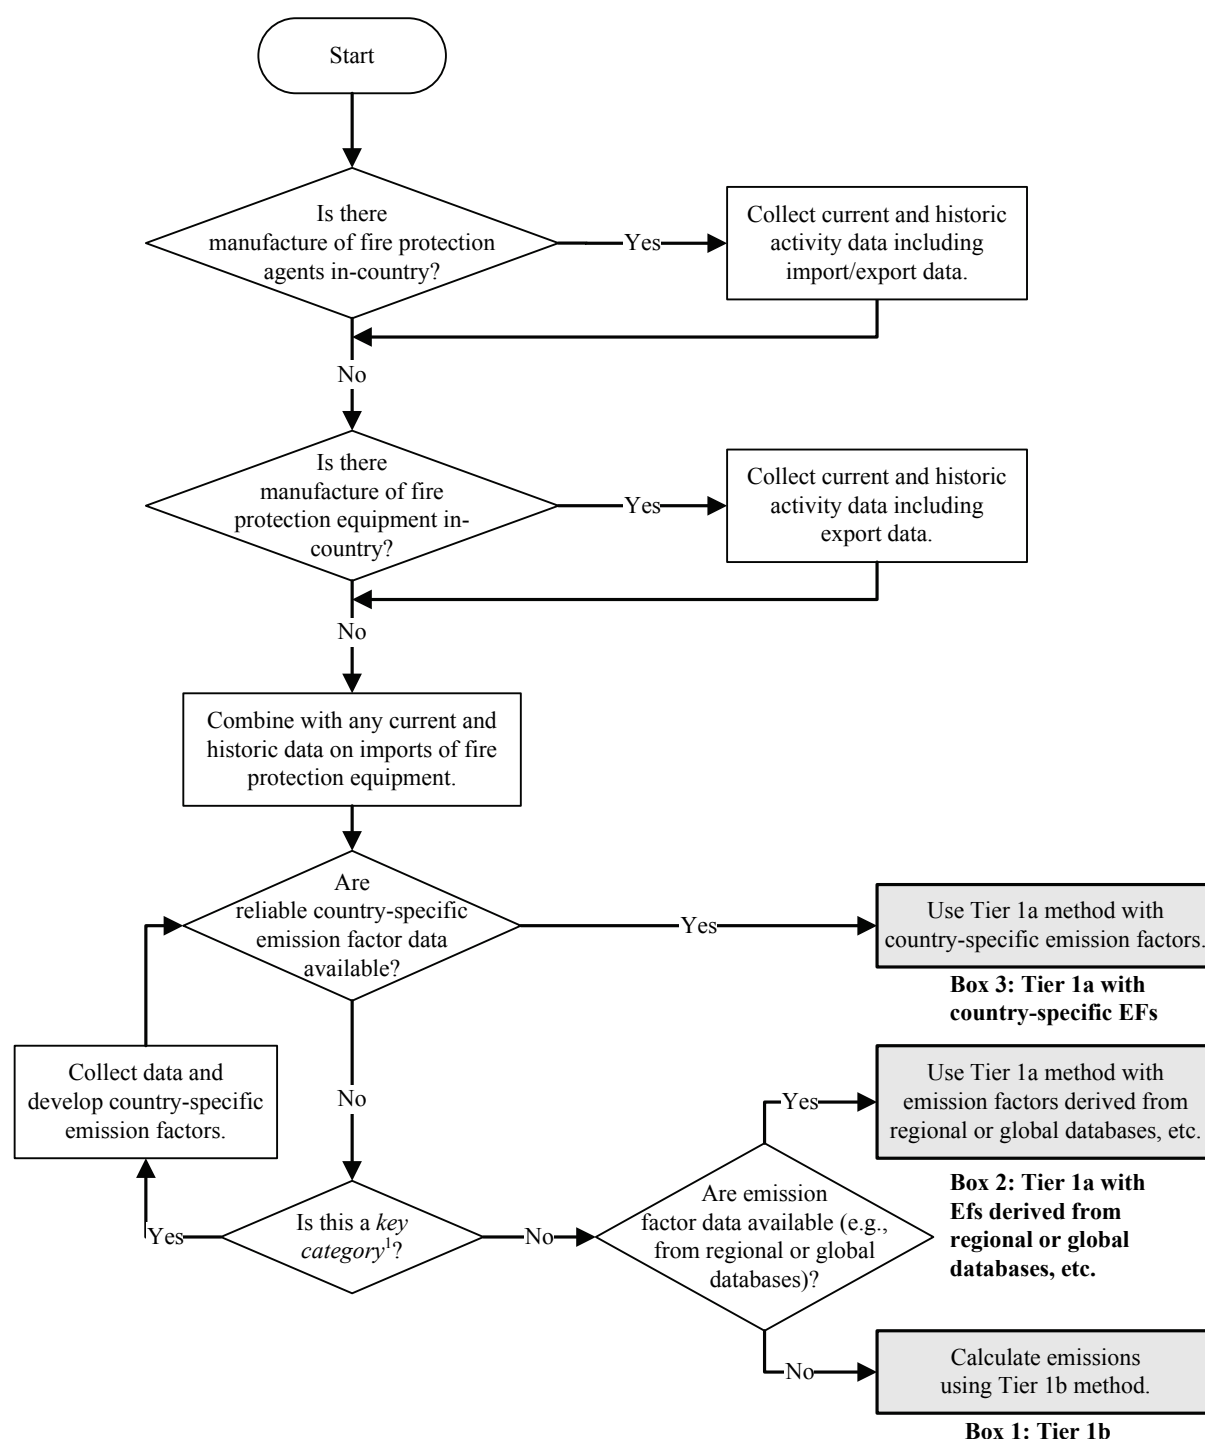 Start
Is there
manufacture of fire protection
agents in-country?
Yes
Collect current and historic
activity data including
import/export data.
No
Is there
manufacture of fire
protection equipment in-
country?
Yes
Collect current and historic
activity data including
export data.
No
Combine with any current and
historic data on imports of fire
protection equipment.
Are
reliable country-specific
emission factor data
available?
Yes
Use Tier 1a method with
country-specific emission factors.
Box 3: Tier 1a with
country-specific EFs
Collect data and
develop country-specific
emission factors.
No
Yes
Use Tier 1a method with
emission factors derived from
regional or global databases, etc.
Box 2: Tier 1a with
Efs derived from
regional or global
databases, etc.
Yes
Is this a key
category¹?
No
Are emission
factor data available (e.g.,
from regional or global
databases)?
No
Calculate emissions
using Tier 1b method.
Box 1: Tier 1b